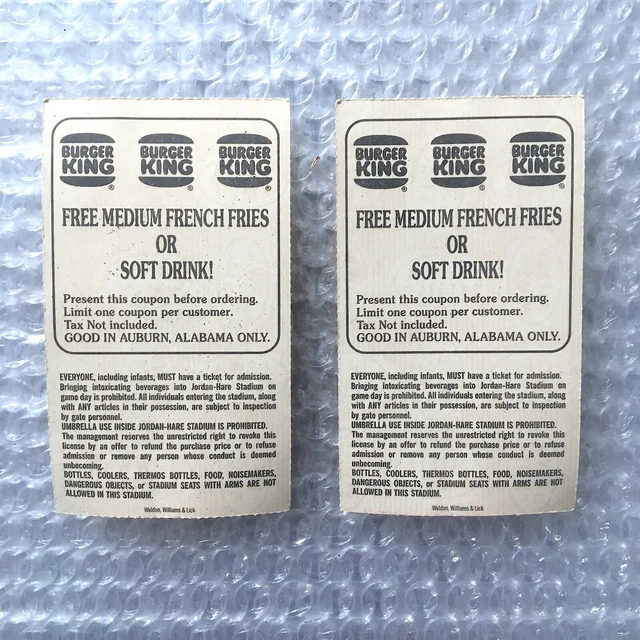 BURGER KING® BURGER KING® BURGER KING®
FREE MEDIUM FRENCH FRIES
OR
SOFT DRINK!
Present this coupon before ordering.
Limit one coupon per customer.
Tax Not included.
GOOD IN AUBURN, ALABAMA ONLY.
EVERYONE, including infants, MUST have a ticket for admission.
Bringing intoxicating beverages into Jordan-Hare Stadium on
game day is prohibited. All individuals entering the stadium, along
with ANY articles in their possession, are subject to inspection
by gate personnel.
UMBRELLA USE INSIDE JORDAN-HARE STADIUM IS PROHIBITED.
The management reserves the unrestricted right to revoke this
license by an offer to refund the purchase price or to refuse
admission or remove any person whose conduct is deemed
unbecoming.
BOTTLES, COOLERS, THERMOS BOTTLES, FOOD, NOISEMAKERS,
DANGEROUS OBJECTS, or STADIUM SEATS WITH ARMS ARE NOT
ALLOWED IN THIS STADIUM.
Weldon, Williams & Lick
BURGER KING® BURGER KING® BURGER KING®
FREE MEDIUM FRENCH FRIES
OR
SOFT DRINK!
Present this coupon before ordering.
Limit one coupon per customer.
Tax Not included.
GOOD IN AUBURN, ALABAMA ONLY.
EVERYONE, including infants, MUST have a ticket for admission.
Bringing intoxicating beverages into Jordan-Hare Stadium on
game day is prohibited. All individuals entering the stadium, along
with ANY articles in their possession, are subject to inspection
by gate personnel.
UMBRELLA USE INSIDE JORDAN-HARE STADIUM IS PROHIBITED.
The management reserves the unrestricted right to revoke this
license by an offer to refund the purchase price or to refuse
admission or remove any person whose conduct is deemed
unbecoming.
BOTTLES, COOLERS, THERMOS BOTTLES, FOOD, NOISEMAKERS,
DANGEROUS OBJECTS, or STADIUM SEATS WITH ARMS ARE NOT
ALLOWED IN THIS STADIUM.
Weldon, Williams & Lick